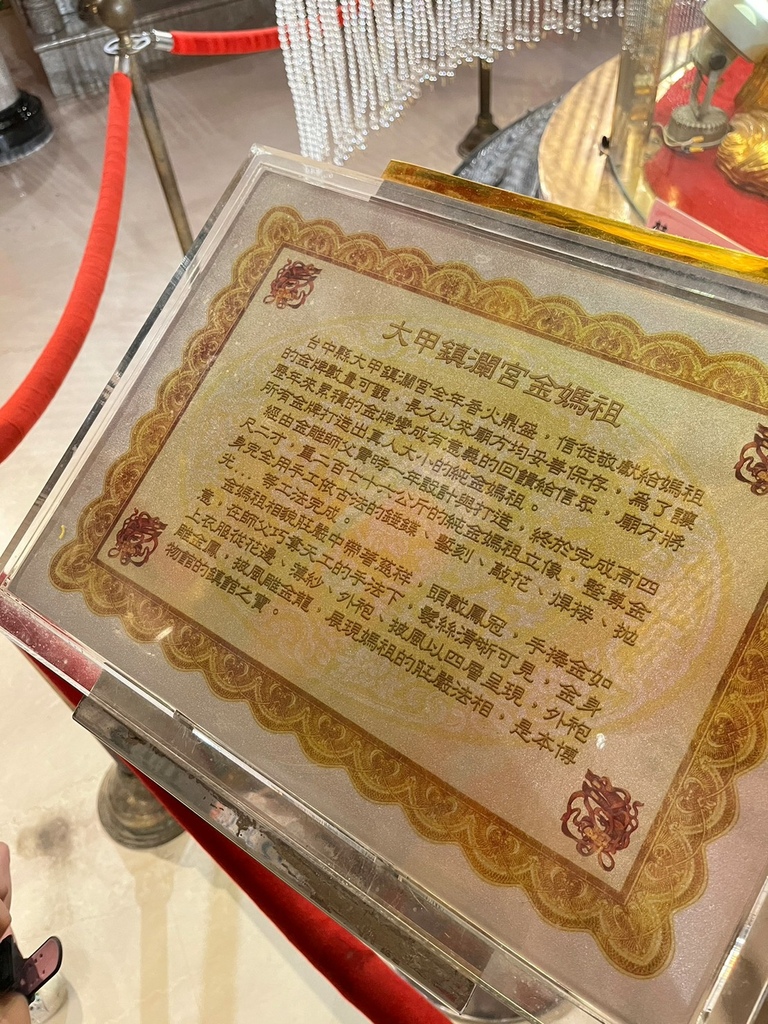 大甲鎮瀾宮金媽祖
台中縣大甲鎮瀾宮全年香火鼎盛，信徒敬獻給媽祖
的金牌數量可觀，長久以來廟方均妥善保存，為了讓
歷年來累積的金牌變成有意義的回饋給信眾，廟方將
所有金牌打造出真人大小的純金媽祖。
經由金雕師父費時一年設計與打造，終於完成高四
尺二寸，重二百七十六公斤的純金媽祖立像，整尊金
身完全用手工依古法的鎚鍱、鏨刻、敲花、焊接、拋
光...等工法完成。
金媽祖相貌莊嚴中帶著慈祥，頭戴鳳冠，手捧金如
意，在師父巧奪天工的手法下，髮絲清晰可見，金身
上衣服從花邊、薄紗、外袍、披風以四層呈現，外袍
雕金鳳，披風雕金龍，展現媽祖的莊嚴法相，是本博
物館的鎮館之寶。